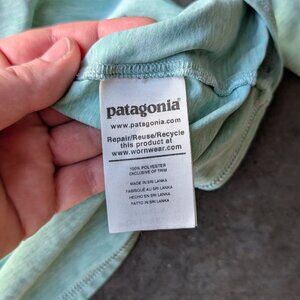 patagonia®
www.patagonia.com
Repair/Reuse/Recycle
this product at
www.wornwear.com
100% POLYESTER
EXCLUSIVE OF TRIM
MADE IN SRI LANKA
FABRIQUÉ AU SRI LANKA
HECHO EN SRI LANKA
FATTO IN SRI LANKA